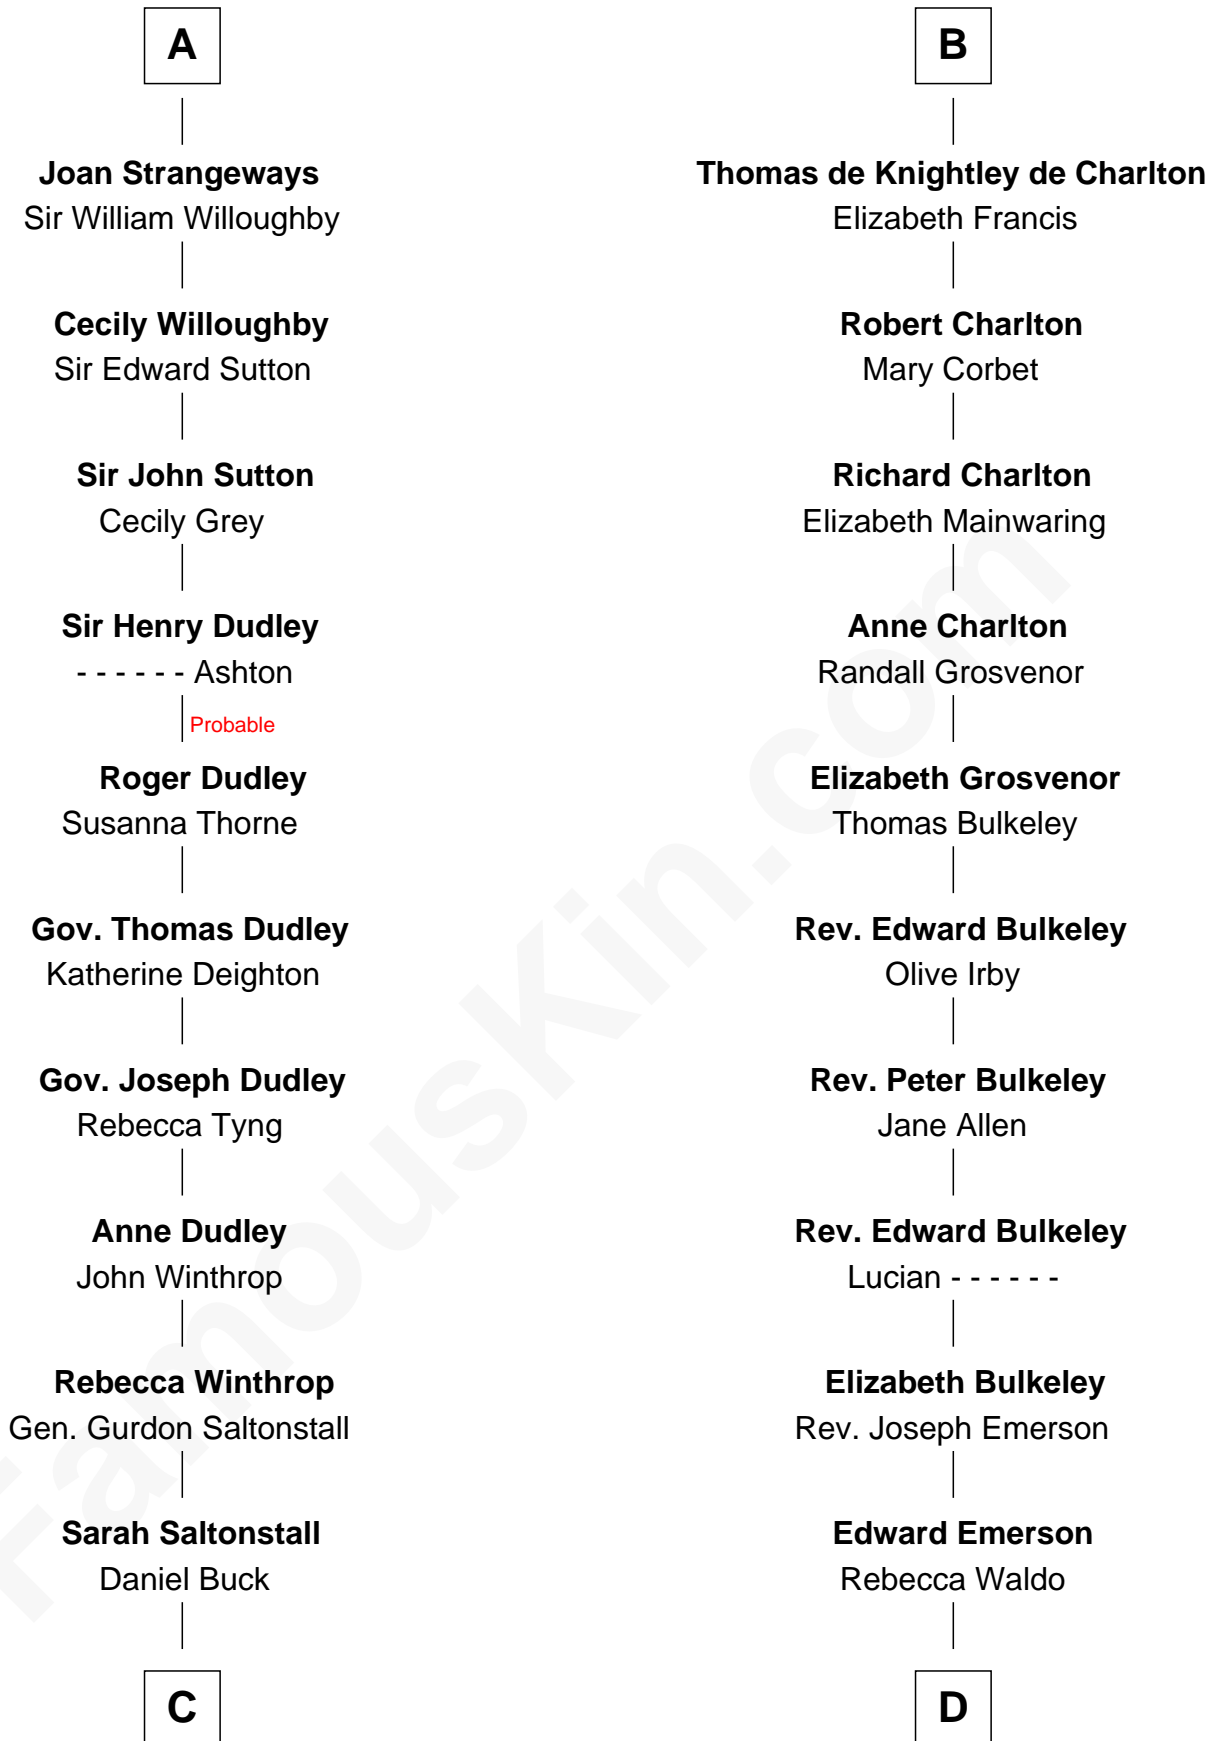 A
Joan Strangeways
Sir William Willoughby
Cecily Willoughby
Sir Edward Sutton
Sir John Sutton
Cecily Grey
Sir Henry Dudley
- - - - - - Ashton
Probable
Roger Dudley
Susanna Thorne
Gov. Thomas Dudley
Katherine Deighton
Gov. Joseph Dudley
Rebecca Tyng
Anne Dudley
John Winthrop
Rebecca Winthrop
Gen. Gurdon Saltonstall
Sarah Saltonstall
Daniel Buck
C
B
Thomas de Knightley de Charlton
Elizabeth Francis
Robert Charlton
Mary Corbet
Richard Charlton
Elizabeth Mainwaring
Anne Charlton
Randall Grosvenor
Elizabeth Grosvenor
Thomas Bulkeley
Rev. Edward Bulkeley
Olive Irby
Rev. Peter Bulkeley
Jane Allen
Rev. Edward Bulkeley
Lucian - - - - - -
Elizabeth Bulkeley
Rev. Joseph Emerson
Edward Emerson
Rebecca Waldo
D
FamousKin.com